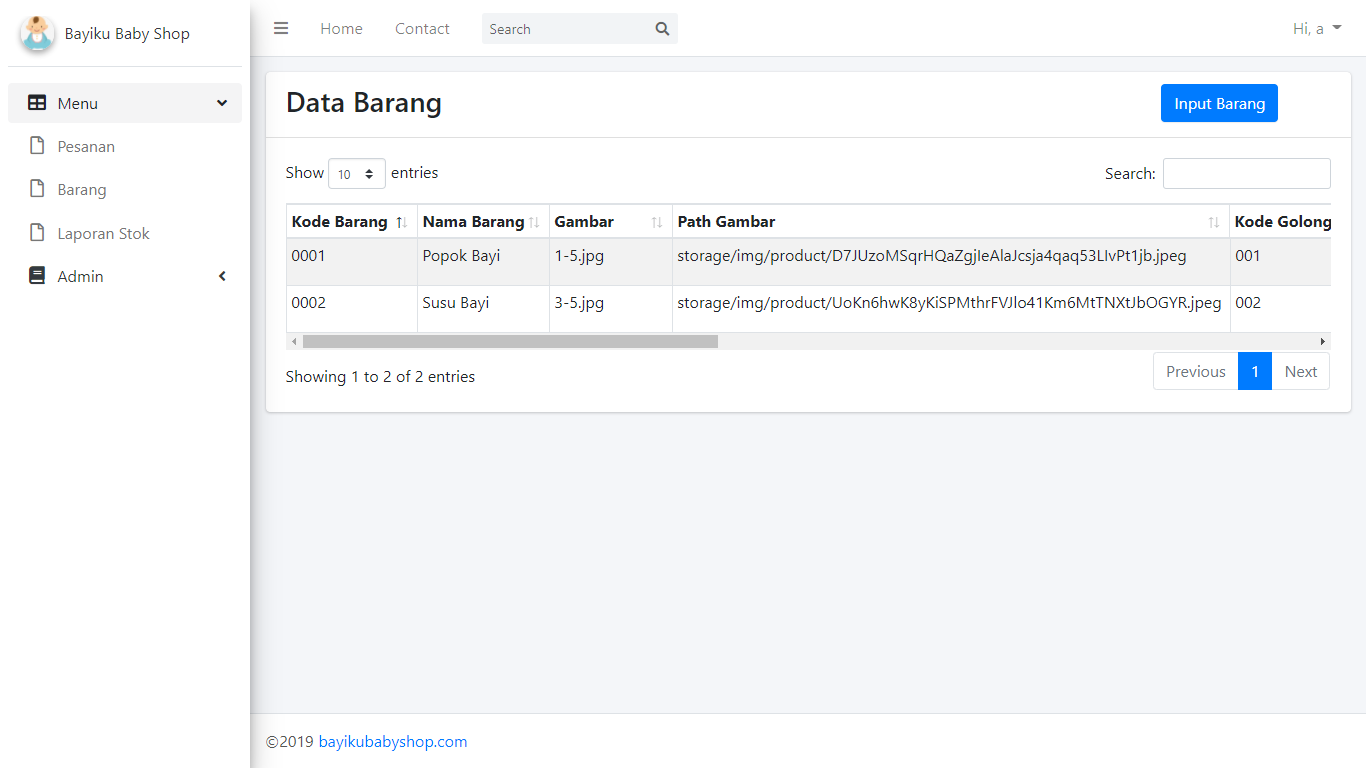 Bayiku Baby Shop
Home Contact Search Hi, a
Menu
Pesanan
Barang
Laporan Stok
Admin
Data Barang Input Barang
Show 10 entries Search:
Kode Barang Nama Barang Gambar Path Gambar Kode Golong
0001 Popok Bayi 1-5.jpg storage/img/product/D7JUzoMSqrHQaZgjIeAlaJcsja4qaq53LIvPt1jb.jpeg 001
0002 Susu Bayi 3-5.jpg storage/img/product/UoKn6hwK8yKiSPMthrFVJlo41Km6MtTNXtJbOGYR.jpeg 002
Showing 1 to 2 of 2 entries Previous 1 Next
©2019 bayikubabyshop.com